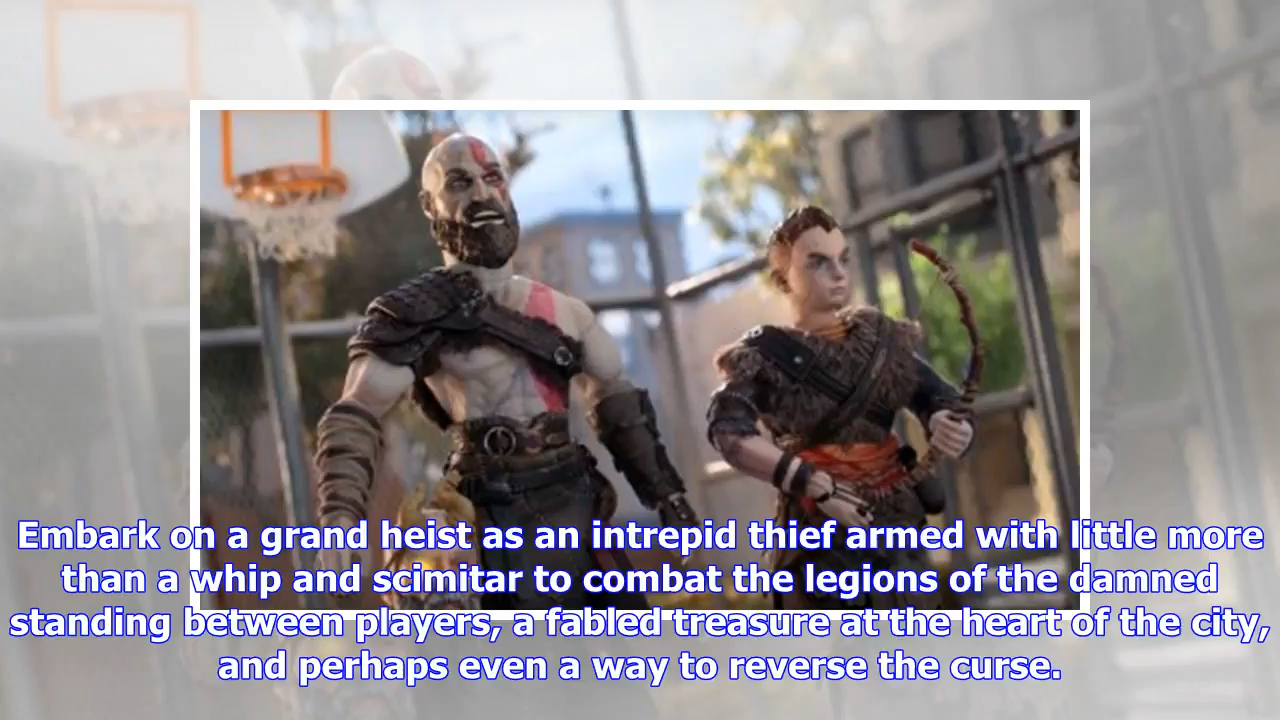 Embark on a grand heist as an intrepid thief armed with little more
than a whip and scimitar to combat the legions of the damned
standing between players, a fabled treasure at the heart of the city,
and perhaps even a way to reverse the curse.